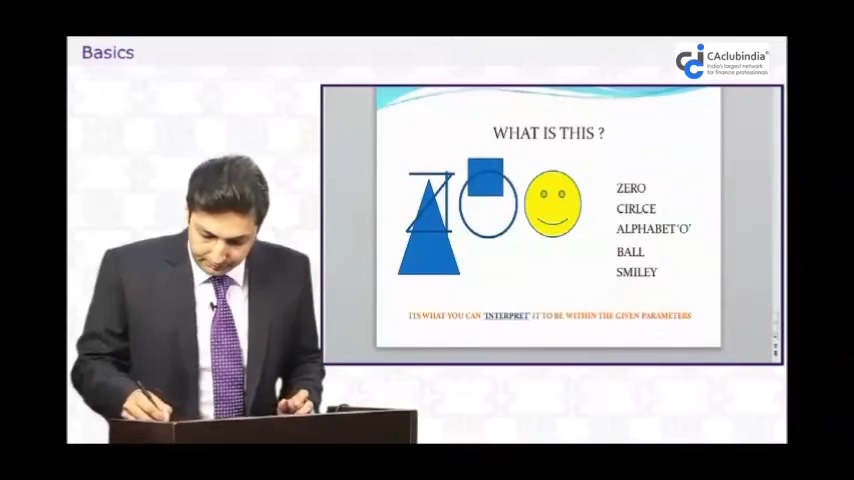 Basics
CAclubindia®
India's largest network
for finance professionals
WHAT IS THIS ?
ZERO
CIRLCE
ALPHABET'O'
BALL
SMILEY
ITS WHAT YOU CAN 'INTERPRET' IT TO BE WITHIN THE GIVEN PARAMETERS